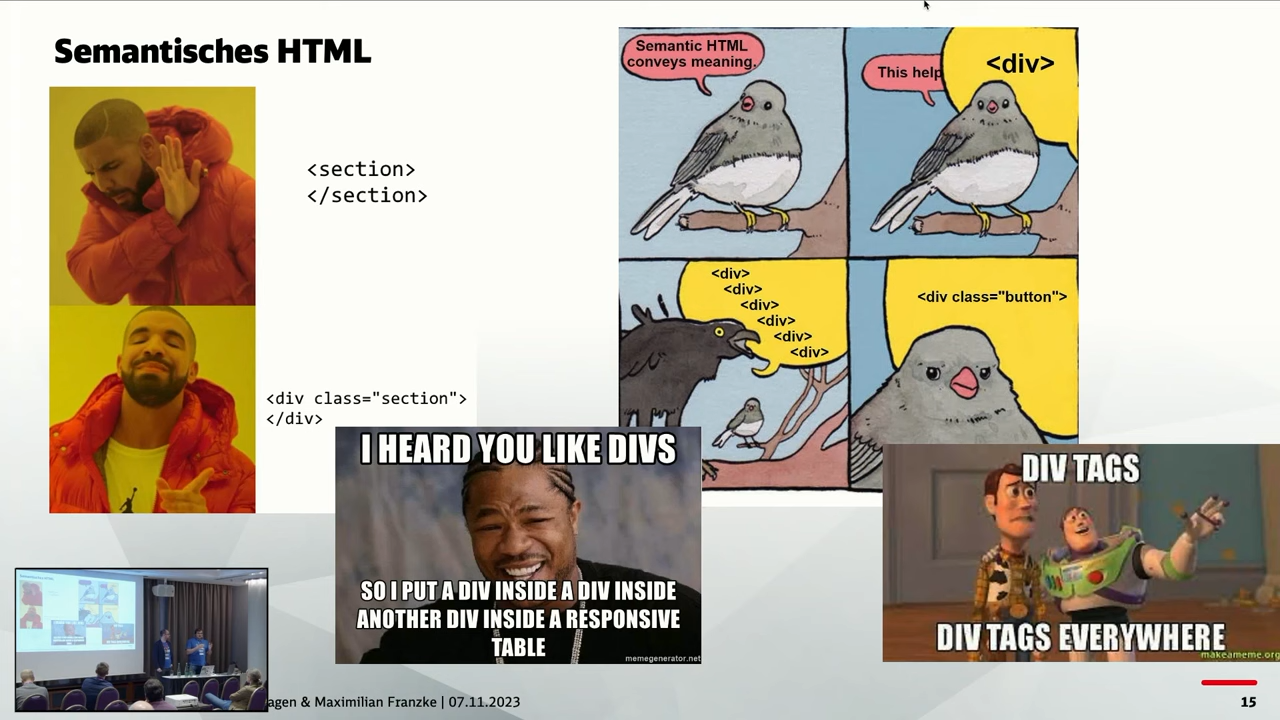 Semantisches HTML
<section>
</section>
<div class="section">
</div>
Semantic HTML
conveys meaning.
This help
<div>
<div>
<div>
<div>
<div>
<div>
<div>
<div class="button">
I HEARD YOU LIKE DIVS
SO I PUT A DIV INSIDE A DIV INSIDE
ANOTHER DIV INSIDE A RESPONSIVE
TABLE
memegenerator.net
DIV TAGS
DIV TAGS EVERYWHERE
makeameme.org
agen & Maximilian Franzke | 07.11.2023
15